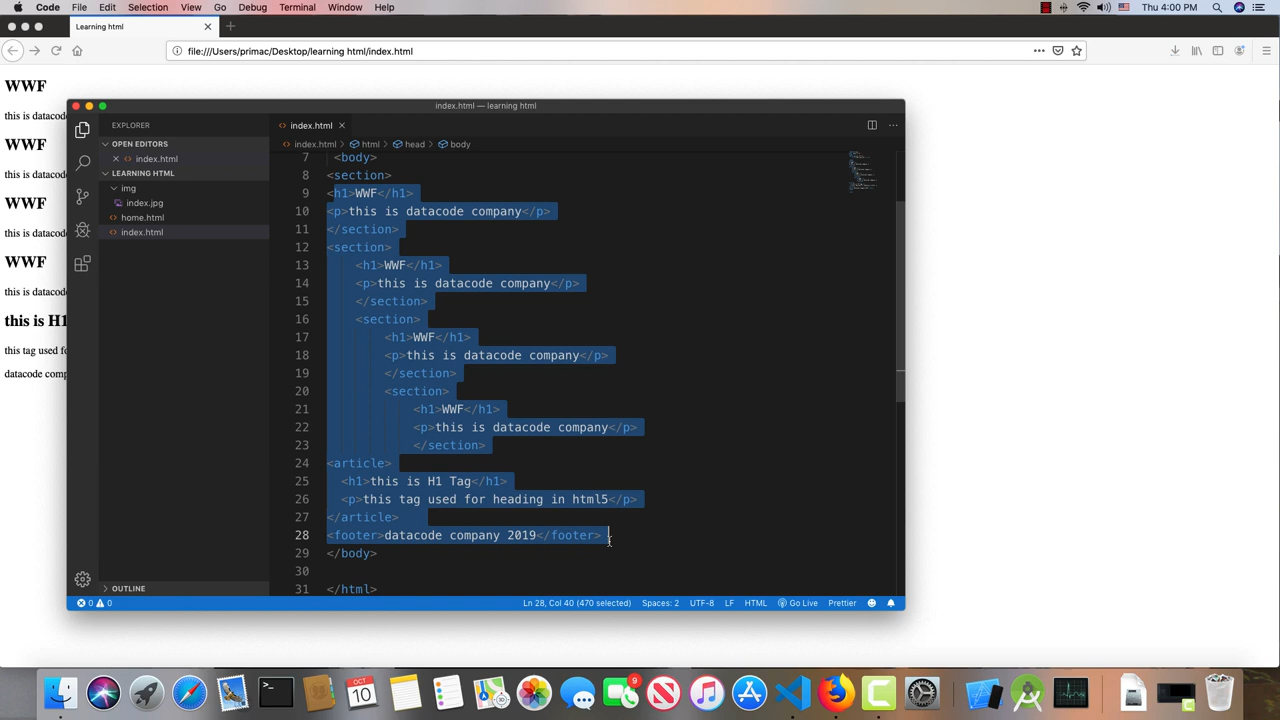 Code File Edit Selection View Go Debug Terminal Window Help Thu 4:00 PM
Learning html
file:///Users/primac/Desktop/learning html/index.html
WWF
this is datacod
WWF
this is datacod
WWF
this is datacod
WWF
this is datacod
this is H1
this tag used fo
datacode comp
index.html — learning html
EXPLORER
OPEN EDITORS
index.html
LEARNING HTML
img
index.jpg
home.html
index.html
OUTLINE
index.html
index.html > html > head > body
7 <body>
8 <section>
9 <h1>WWF</h1>
10 <p>this is datacode company</p>
11 </section>
12 <section>
13 <h1>WWF</h1>
14 <p>this is datacode company</p>
15 </section>
16 <section>
17 <h1>WWF</h1>
18 <p>this is datacode company</p>
19 </section>
20 <section>
21 <h1>WWF</h1>
22 <p>this is datacode company</p>
23 </section>
24 <article>
25 <h1>this is H1 Tag</h1>
26 <p>this tag used for heading in html5</p>
27 </article>
28 <footer>datacode company 2019</footer>
29 </body>
30
31 </html>
0 0 Ln 28, Col 40 (470 selected) Spaces: 2 UTF-8 LF HTML Go Live Prettier
OCT
10
9